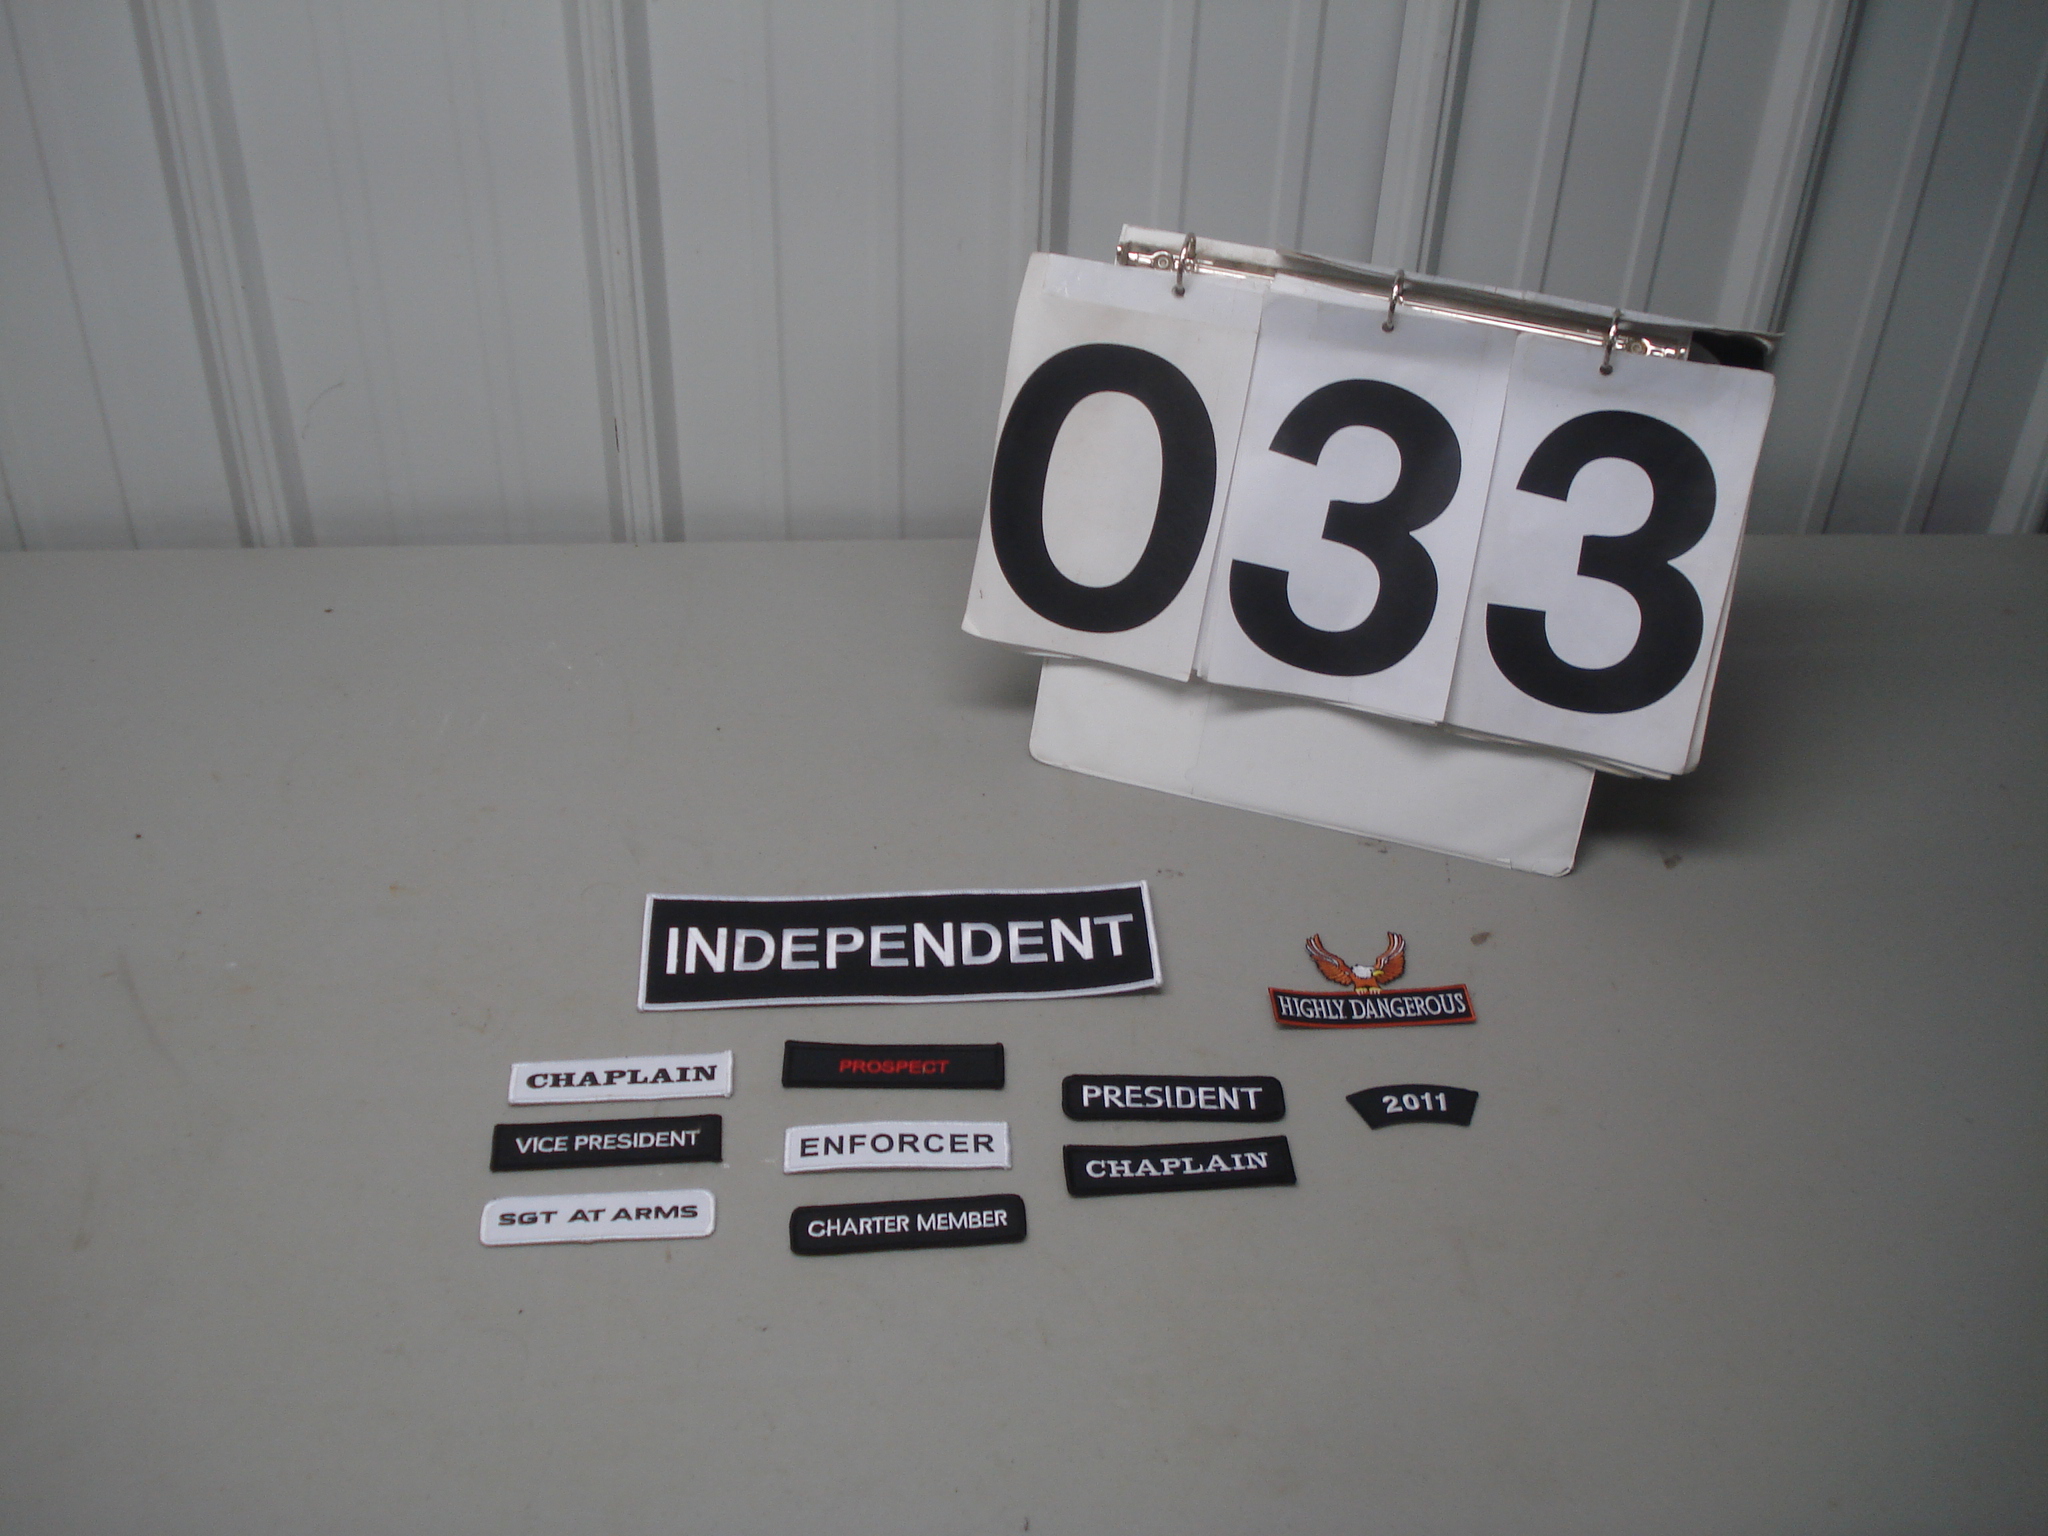 033
INDEPENDENT
HIGHLY DANGEROUS
CHAPLAIN
PROSPECT
PRESIDENT
2011
VICE PRESIDENT
ENFORCER
CHAPLAIN
SGT AT ARMS
CHARTER MEMBER